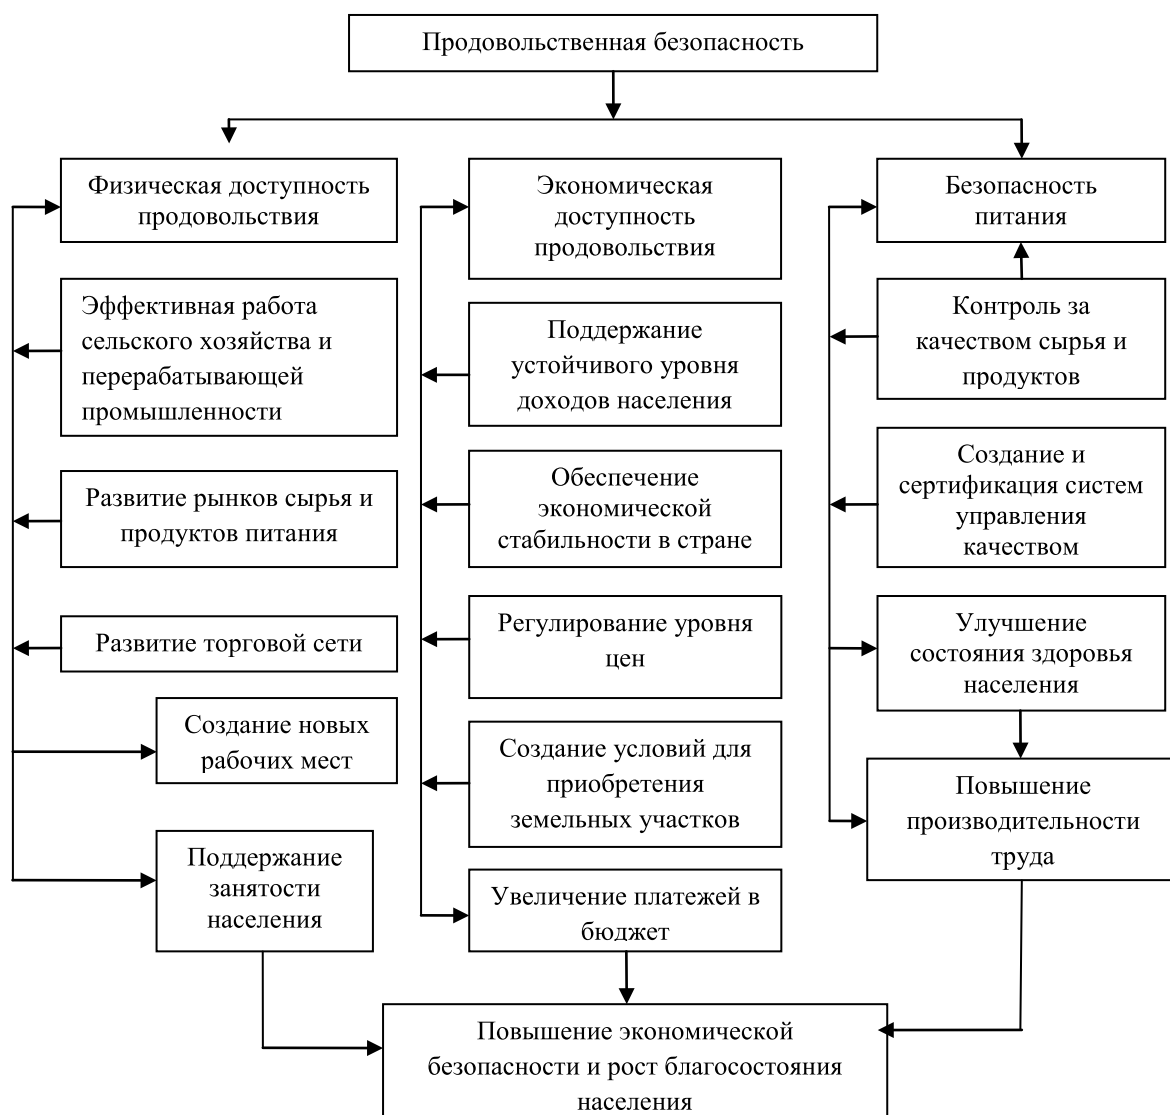 Продовольственная безопасность
Физическая доступность
продовольствия
Эффективная работа
сельского хозяйства и
перерабатывающей
промышленности
Развитие рынков сырья и
продуктов питания
Развитие торговой сети
Создание новых
рабочих мест
Поддержание
занятости
населения
Экономическая
доступность
продовольствия
Поддержание
устойчивого уровня
доходов населения
Обеспечение
экономической
стабильности в стране
Регулирование уровня
цен
Создание условий для
приобретения
земельных участков
Увеличение платежей в
бюджет
Безопасность
питания
Контроль за
качеством сырья и
продуктов
Создание и
сертификация систем
управления
качеством
Улучшение
состояния здоровья
населения
Повышение
производительности
труда
Повышение экономической
безопасности и рост благосостояния
населения